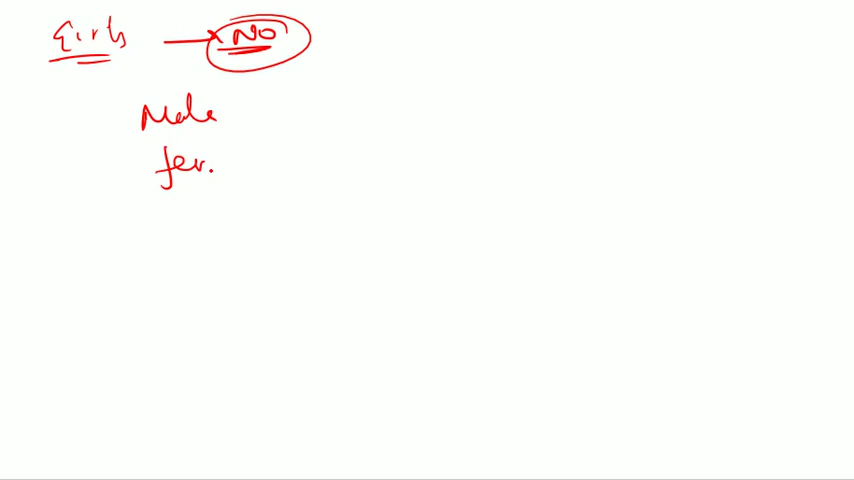 Girls → NO
Male
fer.